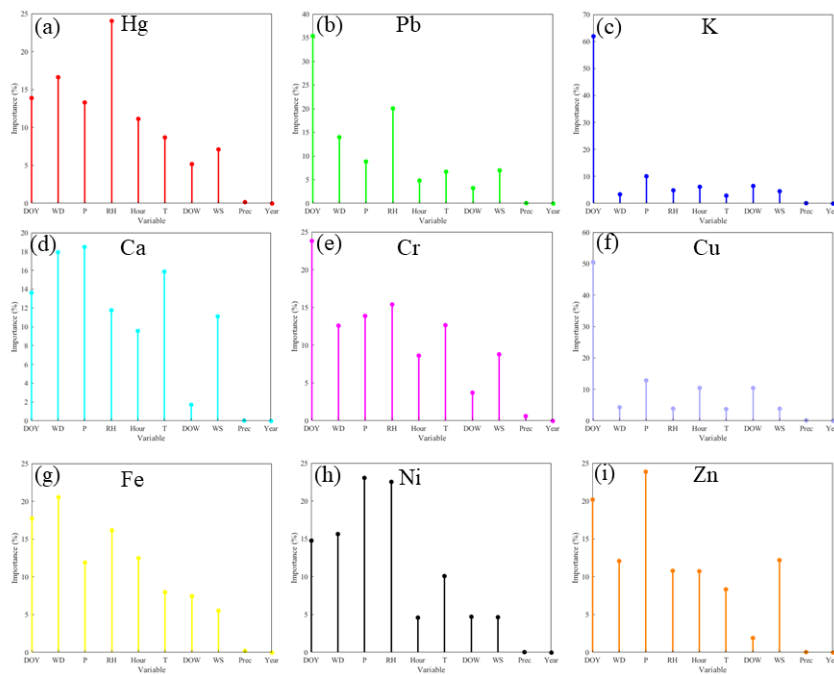 (a) Hg
25
20
15
10
5
0
Importance (%)
DOY WD P RH Hour T DOW WS Prec Year
Variable
(b) Pb
40
35
30
25
20
15
10
5
0
Importance (%)
DOY WD P RH Hour T DOW WS Prec Year
Variable
(c) K
70
60
50
40
30
20
10
0
Importance (%)
DOY WD P RH Hour T DOW WS Prec Year
Variable
(d) Ca
20
18
16
14
12
10
8
6
4
2
0
Importance (%)
DOY WD P RH Hour T DOW WS Prec Year
Variable
(e) Cr
25
20
15
10
5
0
Importance (%)
DOY WD P RH Hour T DOW WS Prec Year
Variable
(f) Cu
60
50
40
30
20
10
0
Importance (%)
DOY WD P RH Hour T DOW WS Prec Year
Variable
(g) Fe
25
20
15
10
5
0
Importance (%)
DOY WD P RH Hour T DOW WS Prec Year
Variable
(h) Ni
25
20
15
10
5
0
Importance (%)
DOY WD P RH Hour T DOW WS Prec Year
Variable
(i) Zn
25
20
15
10
5
0
Importance (%)
DOY WD P RH Hour T DOW WS Prec Year
Variable